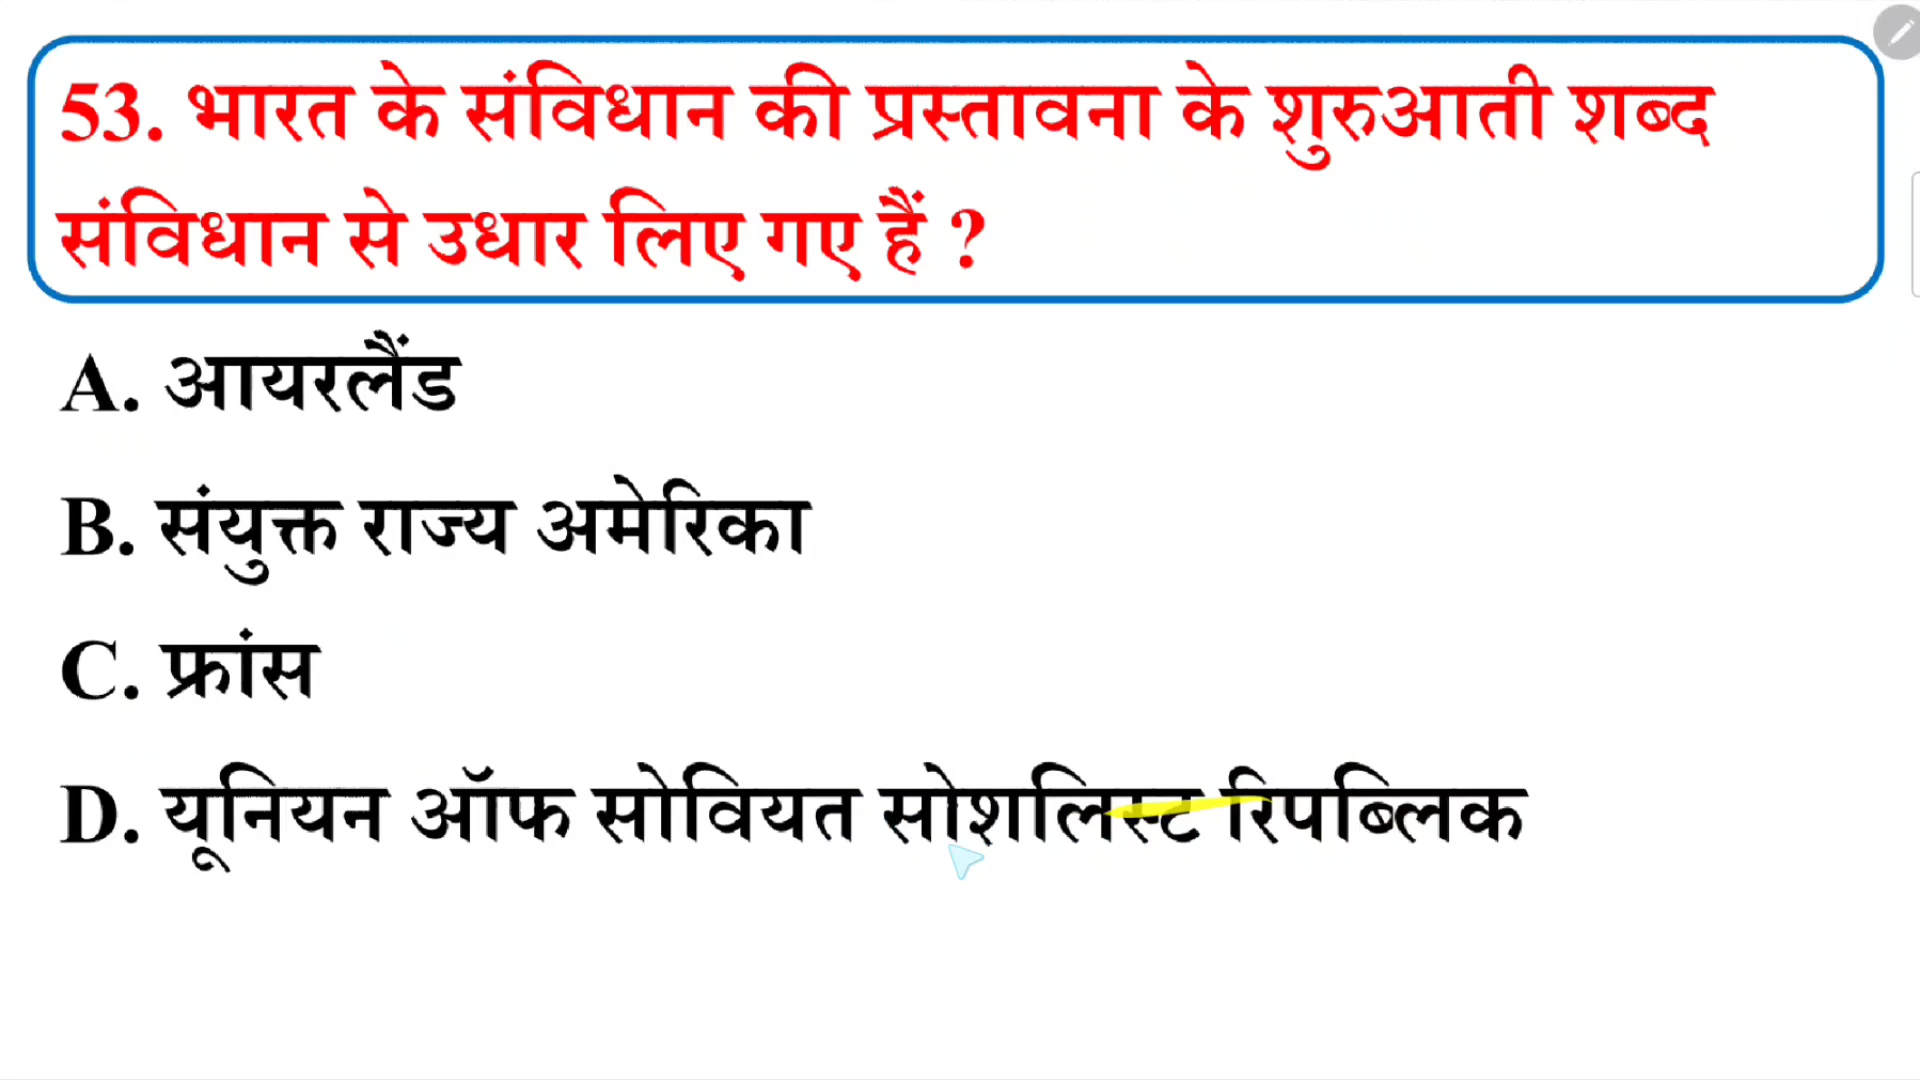 53. भारत के संविधान की प्रस्तावना के शुरुआती शब्द
संविधान से उधार लिए गए हैं ?
A. आयरलैंड
B. संयुक्त राज्य अमेरिका
C. फ्रांस
D. यूनियन ऑफ सोवियत सोशलिस्ट रिपब्लिक